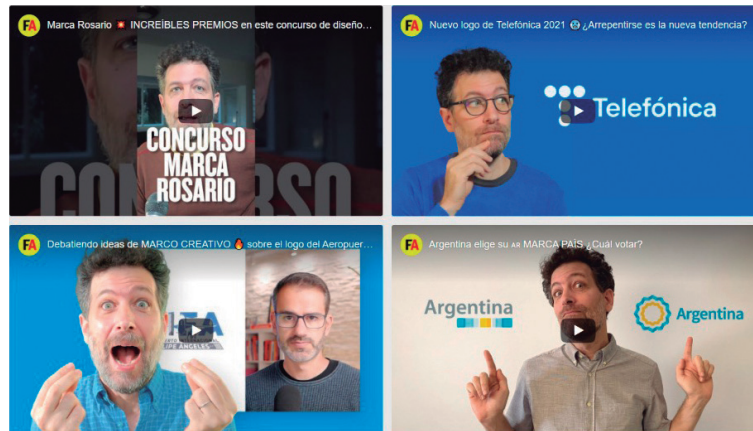 FA Marca Rosario 💥 INCREÍBLES PREMIOS en este concurso de diseño…
CONCURSO
MARCA
ROSARIO
FA Nuevo logo de Telefónica 2021 😨 ¿Arrepentirse es la nueva tendencia?
Telefónica
FA Debatiendo ideas de MARCO CREATIVO 🔥 sobre el logo del Aeropuer…
FA Argentina elige su AR MARCA PAÍS ¿Cuál votar?
Argentina
Argentina